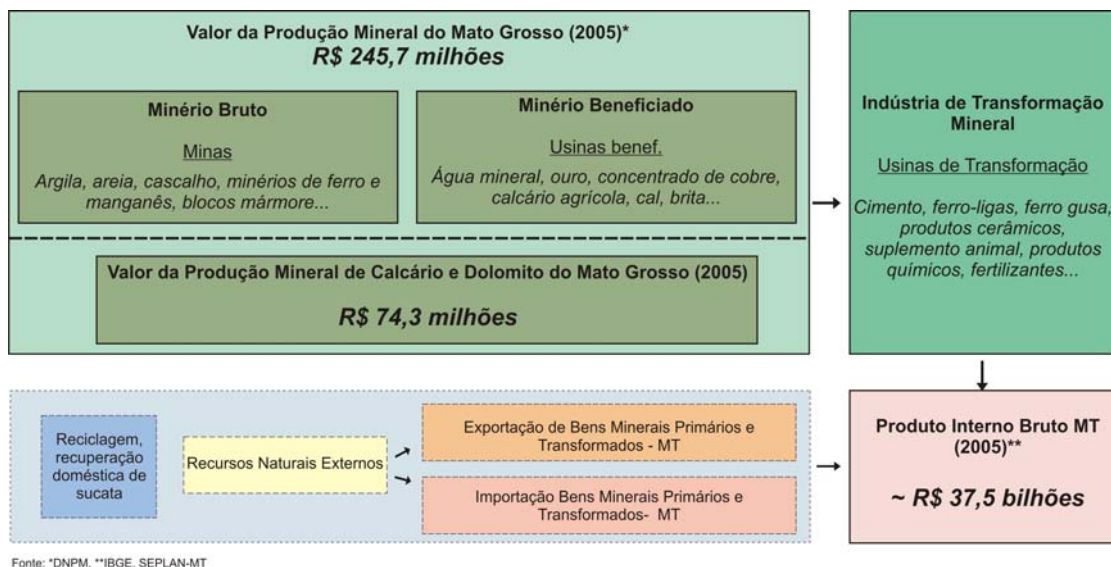 Valor da Produção Mineral do Mato Grosso (2005)*
R$ 245,7 milhões
Minério Bruto
Minas
Argila, areia, cascalho, minérios de ferro e
manganês, blocos mármore...
Minério Beneficiado
Usinas benef.
Água mineral, ouro, concentrado de cobre,
calcário agrícola, cal, brita...
Valor da Produção Mineral de Calcário e Dolomito do Mato Grosso (2005)
R$ 74,3 milhões
Indústria de Transformação
Mineral
Usinas de Transformação
Cimento, ferro-ligas, ferro gusa,
produtos cerâmicos,
suplemento animal, produtos
químicos, fertilizantes...
Reciclagem,
recuperação
doméstica de
sucata
Recursos Naturais Externos
Exportação de Bens Minerais Primários e
Transformados - MT
Importação Bens Minerais Primários e
Transformados- MT
Produto Interno Bruto MT
(2005)**
~ R$ 37,5 bilhões
Fonte: *DNPM, **IBGE, SEPLAN-MT